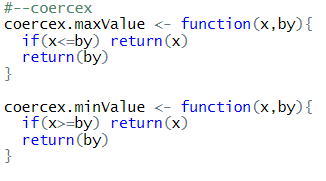 #--coercex
coercex.maxValue <- function(x,by){
  if(x<=by) return(x)
  return(by)
}

coercex.minValue <- function(x,by){
  if(x>=by) return(x)
  return(by)
}